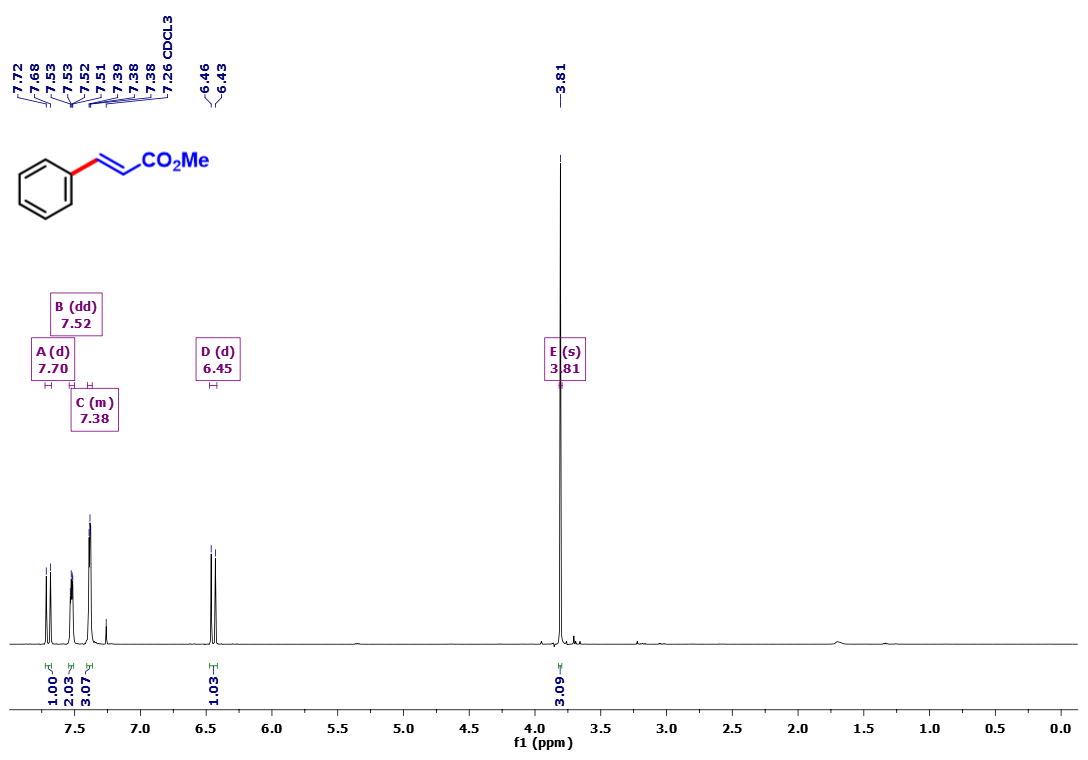 7.72
7.68
7.53
7.53
7.52
7.51
7.39
7.38
7.38
7.26 CDCL3
6.46
6.43
3.81
CO2Me
B (dd)
7.52
A (d)
7.70
D (d)
6.45
E (s)
3.81
C (m)
7.38
1.00
2.03
3.07
1.03
3.09
7.5 7.0 6.5 6.0 5.5 5.0 4.5 4.0 3.5 3.0 2.5 2.0 1.5 1.0 0.5 0.0
f1 (ppm)